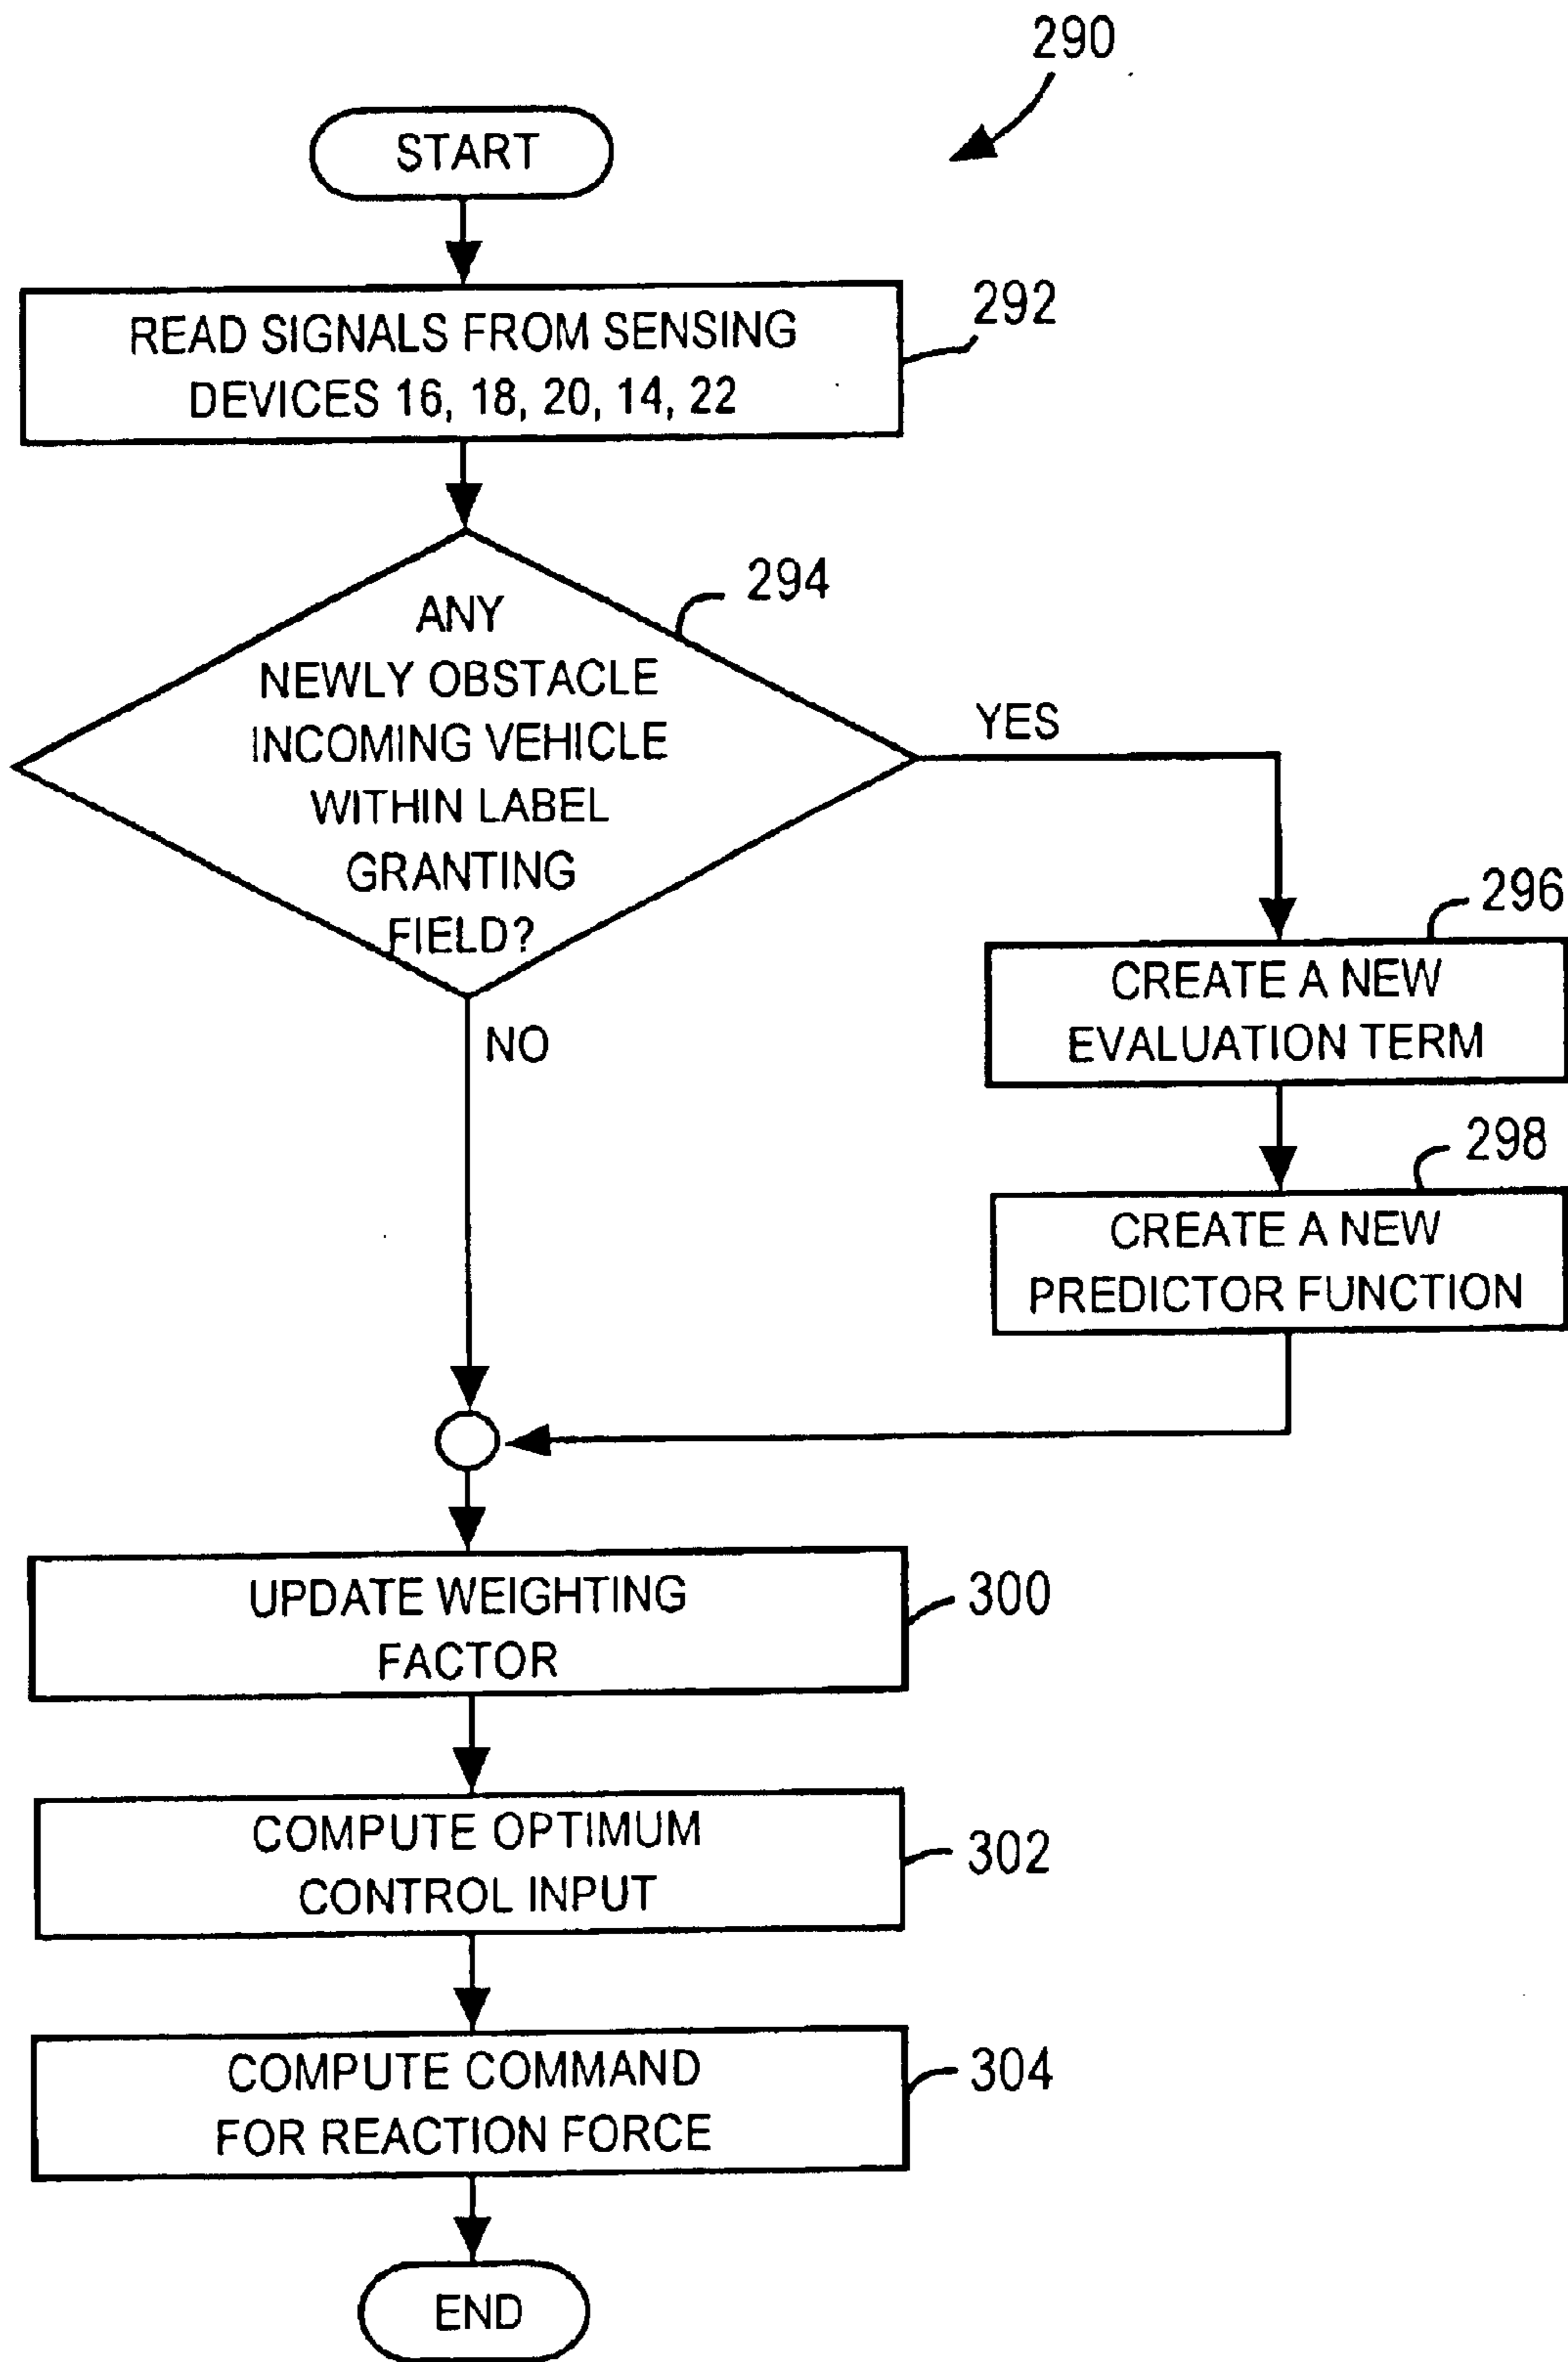 290
START
292
READ SIGNALS FROM SENSING
DEVICES 16, 18, 20, 14, 22
294
ANY
NEWLY OBSTACLE
INCOMING VEHICLE
WITHIN LABEL
GRANTING
FIELD?
YES
NO
296
CREATE A NEW
EVALUATION TERM
298
CREATE A NEW
PREDICTOR FUNCTION
UPDATE WEIGHTING
FACTOR
300
COMPUTE OPTIMUM
CONTROL INPUT
302
COMPUTE COMMAND
FOR REACTION FORCE
304
END